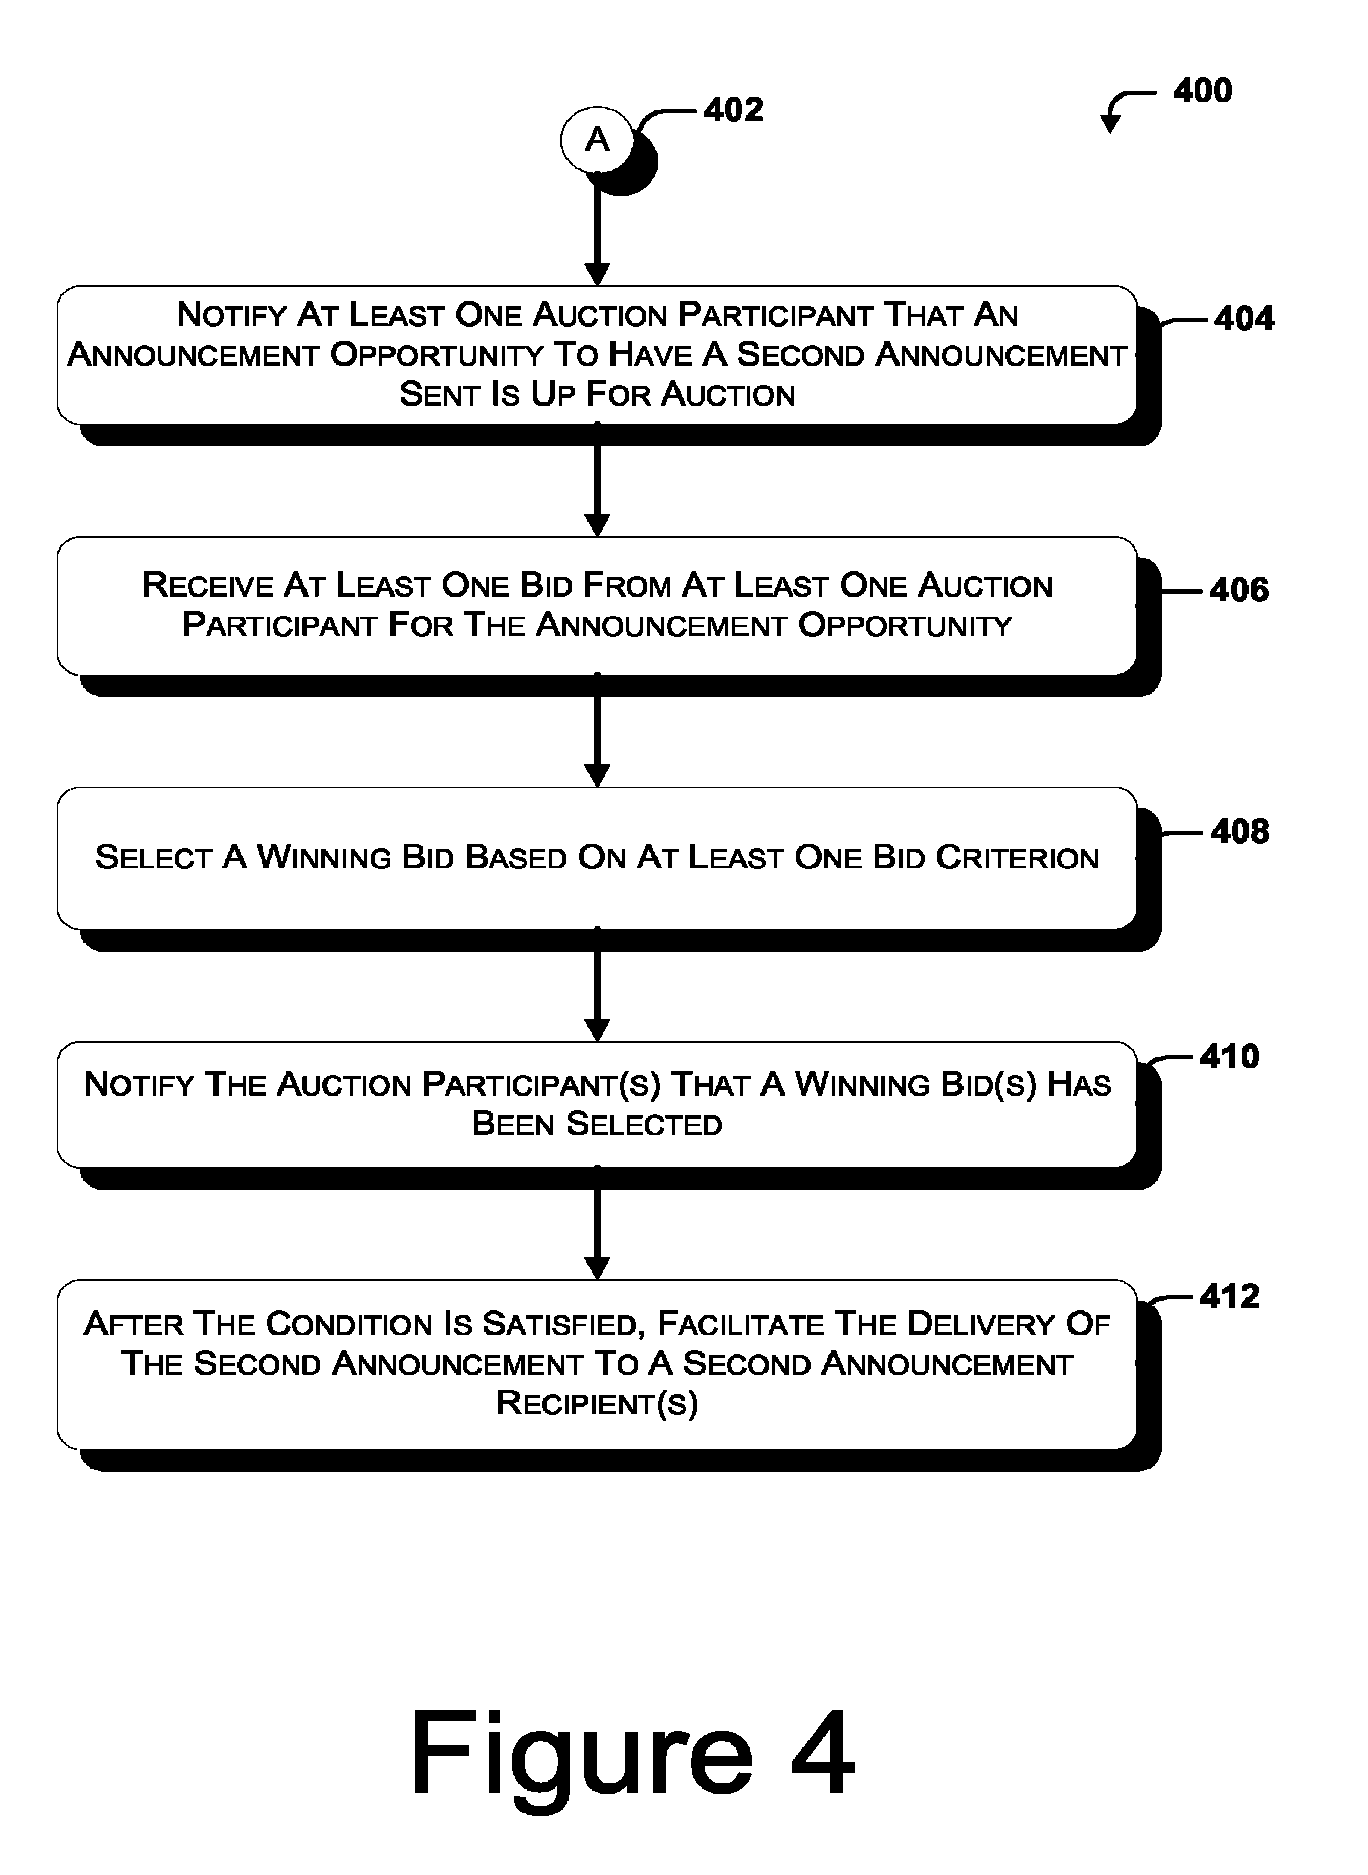 400
A
402
NOTIFY AT LEAST ONE AUCTION PARTICIPANT THAT AN
ANNOUNCEMENT OPPORTUNITY TO HAVE A SECOND ANNOUNCEMENT
SENT IS UP FOR AUCTION
404
RECEIVE AT LEAST ONE BID FROM AT LEAST ONE AUCTION
PARTICIPANT FOR THE ANNOUNCEMENT OPPORTUNITY
406
SELECT A WINNING BID BASED ON AT LEAST ONE BID CRITERION
408
NOTIFY THE AUCTION PARTICIPANT(S) THAT A WINNING BID(S) HAS
BEEN SELECTED
410
AFTER THE CONDITION IS SATISFIED, FACILITATE THE DELIVERY OF
THE SECOND ANNOUNCEMENT TO A SECOND ANNOUNCEMENT
RECIPIENT(S)
412
Figure 4